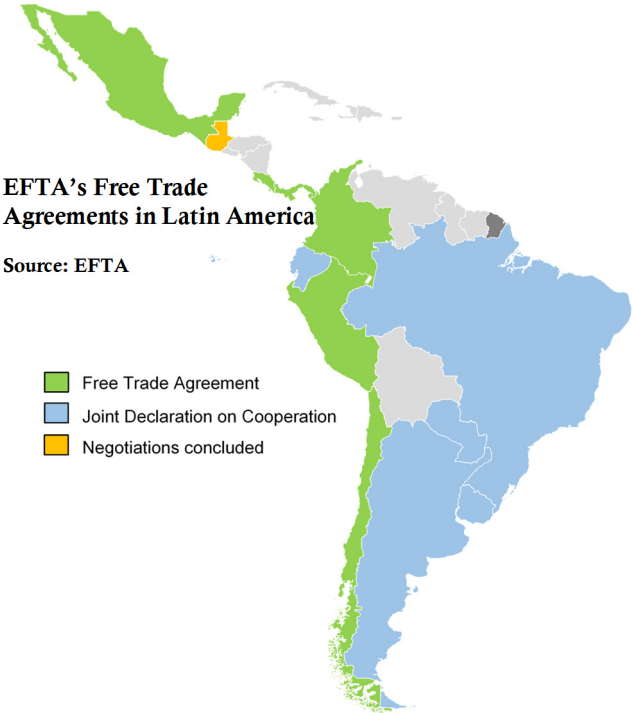 EFTA’s Free Trade
Agreements in Latin America
Source: EFTA
Free Trade Agreement
Joint Declaration on Cooperation
Negotiations concluded